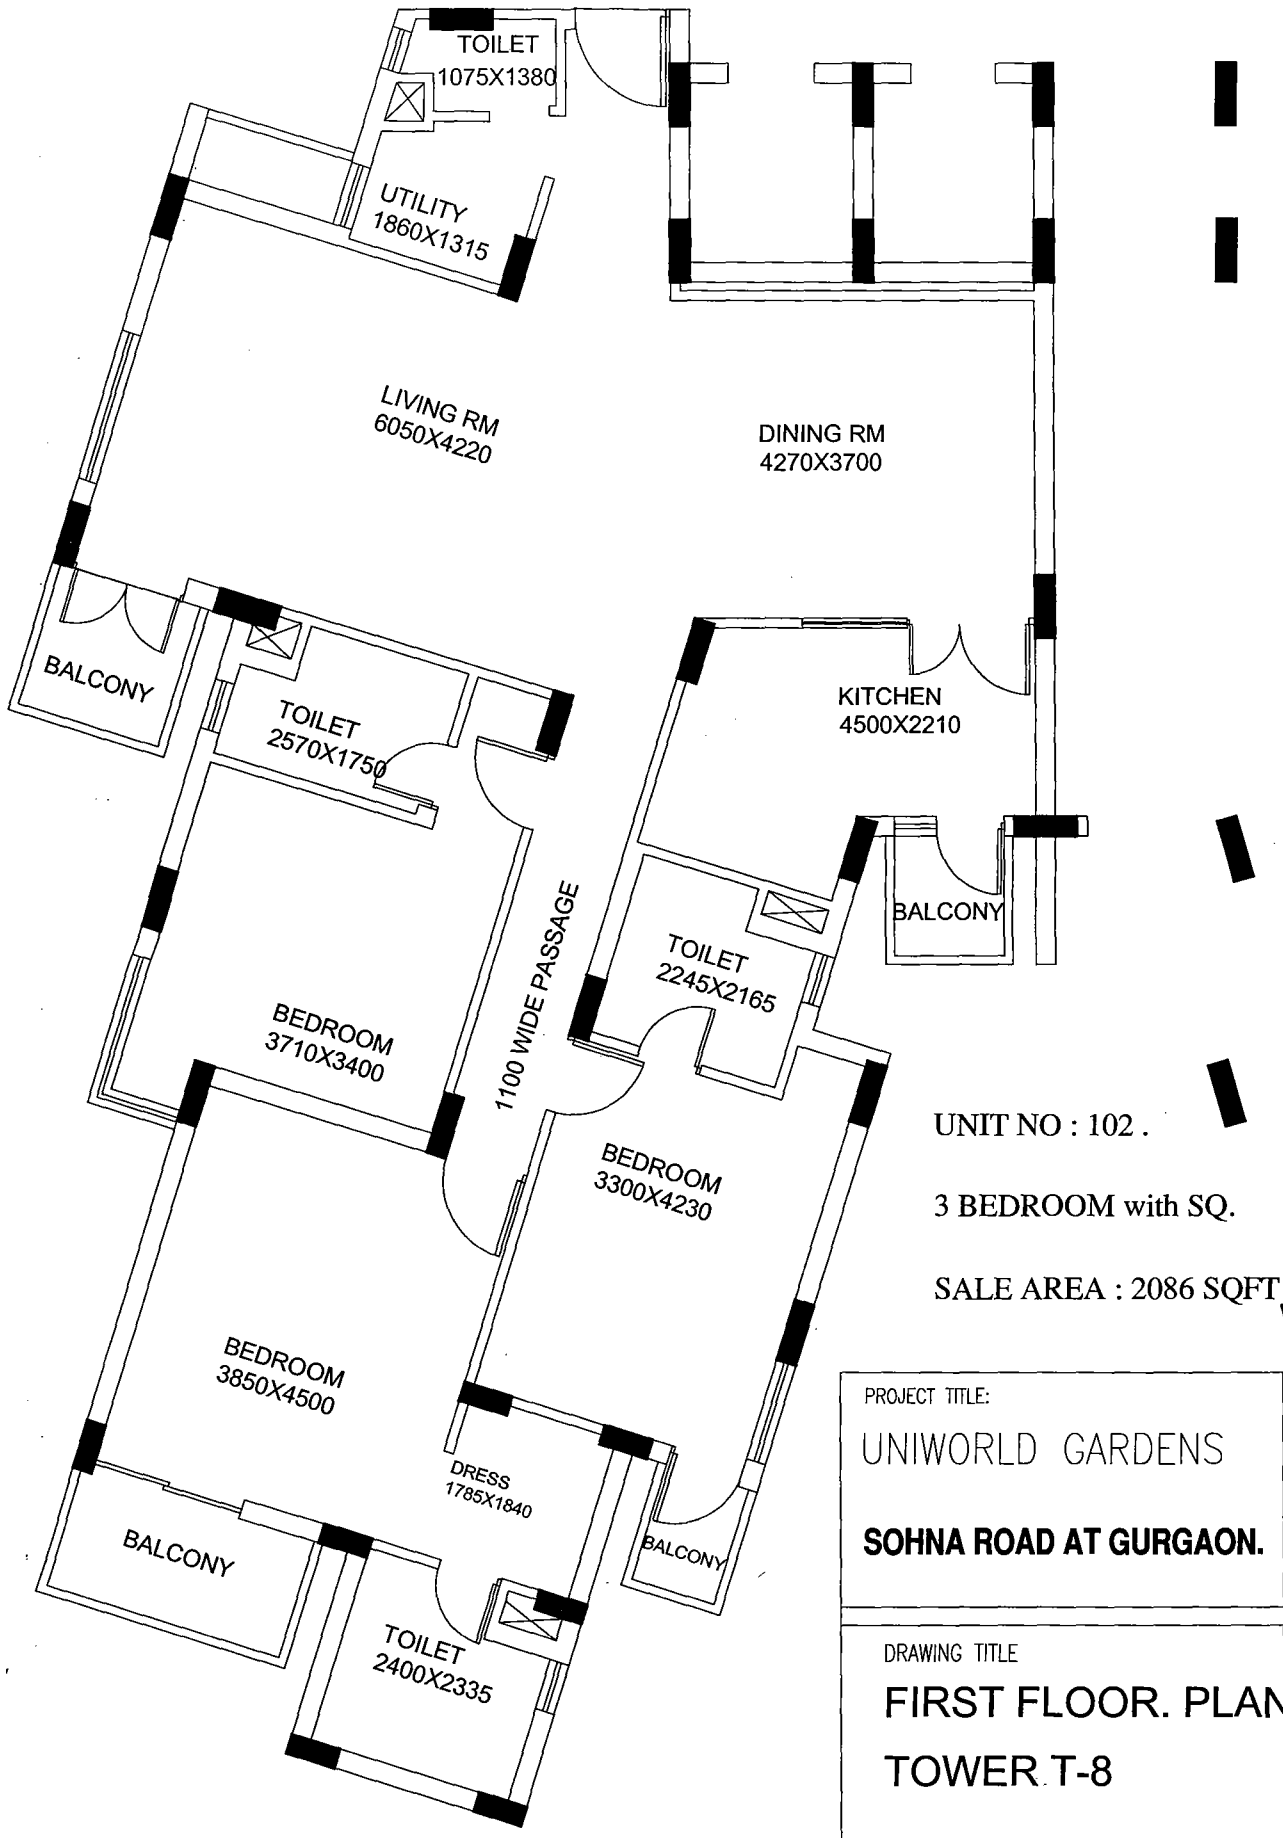 TOILET
1075X1380
UTILITY
1860X1315
LIVING RM
6050X4220
DINING RM
4270X3700
BALCONY
TOILET
2570X1750
KITCHEN
4500X2210
BALCONY
TOILET
2245X2165
1100 WIDE PASSAGE
BEDROOM
3710X3400
BEDROOM
3300X4230
BEDROOM
3850X4500
DRESS
1785X1840
BALCONY
BALCONY
TOILET
2400X2335
UNIT NO : 102 .
3 BEDROOM with SQ.
SALE AREA : 2086 SQFT
PROJECT TITLE:
UNIWORLD GARDENS
SOHNA ROAD AT GURGAON.
DRAWING TITLE
FIRST FLOOR. PLAN
TOWER T-8